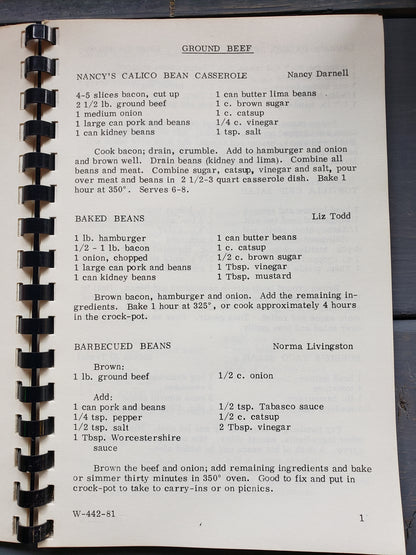 GROUND BEEF
NANCY'S CALICO BEAN CASSEROLE Nancy Darnell
4-5 slices bacon, cut up 1 can butter lima beans
2 1/2 lb. ground beef 1 c. brown sugar
1 medium onion 1 c. catsup
1 large can pork and beans 1/4 c. vinegar
1 can kidney beans 1 tsp. salt
Cook bacon; drain, crumble. Add to hamburger and onion
and brown well. Drain beans (kidney and lima). Combine all
beans and meat. Combine sugar, catsup, vinegar and salt, pour
over meat and beans in 2 1/2-3 quart casserole dish. Bake 1
hour at 350°. Serves 6-8.
BAKED BEANS Liz Todd
1 lb. hamburger 1 can butter beans
1/2 - 1 lb. bacon 1 c. catsup
1 onion, chopped 1/2 c. brown sugar
1 large can pork and beans 1 Tbsp. vinegar
1 can kidney beans 1 Tbsp. mustard
Brown bacon, hamburger and onion. Add the remaining in-
gredients. Bake 1 hour at 325°, or cook approximately 4 hours
in the crock-pot.
BARBECUED BEANS Norma Livingston
Brown:
1 lb. ground beef 1/2 c. onion
Add:
1 can pork and beans 1/2 tsp. Tabasco sauce
1/4 tsp. pepper 1/2 c. catsup
1/2 tsp. salt 2 Tbsp. vinegar
1 Tbsp. Worcestershire
sauce
Brown the beef and onion; add remaining ingredients and bake
or simmer thirty minutes in 350° oven. Good to fix and put in
crock-pot to take to carry-ins or on picnics.
W-442-81 1